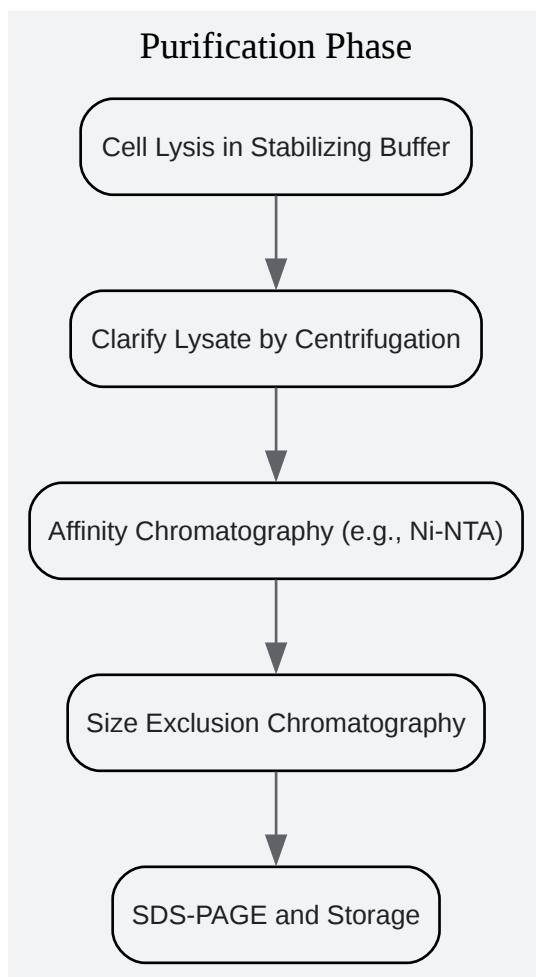 Purification Phase
Cell Lysis in Stabilizing Buffer
Clarify Lysate by Centrifugation
Affinity Chromatography (e.g., Ni-NTA)
Size Exclusion Chromatography
SDS-PAGE and Storage